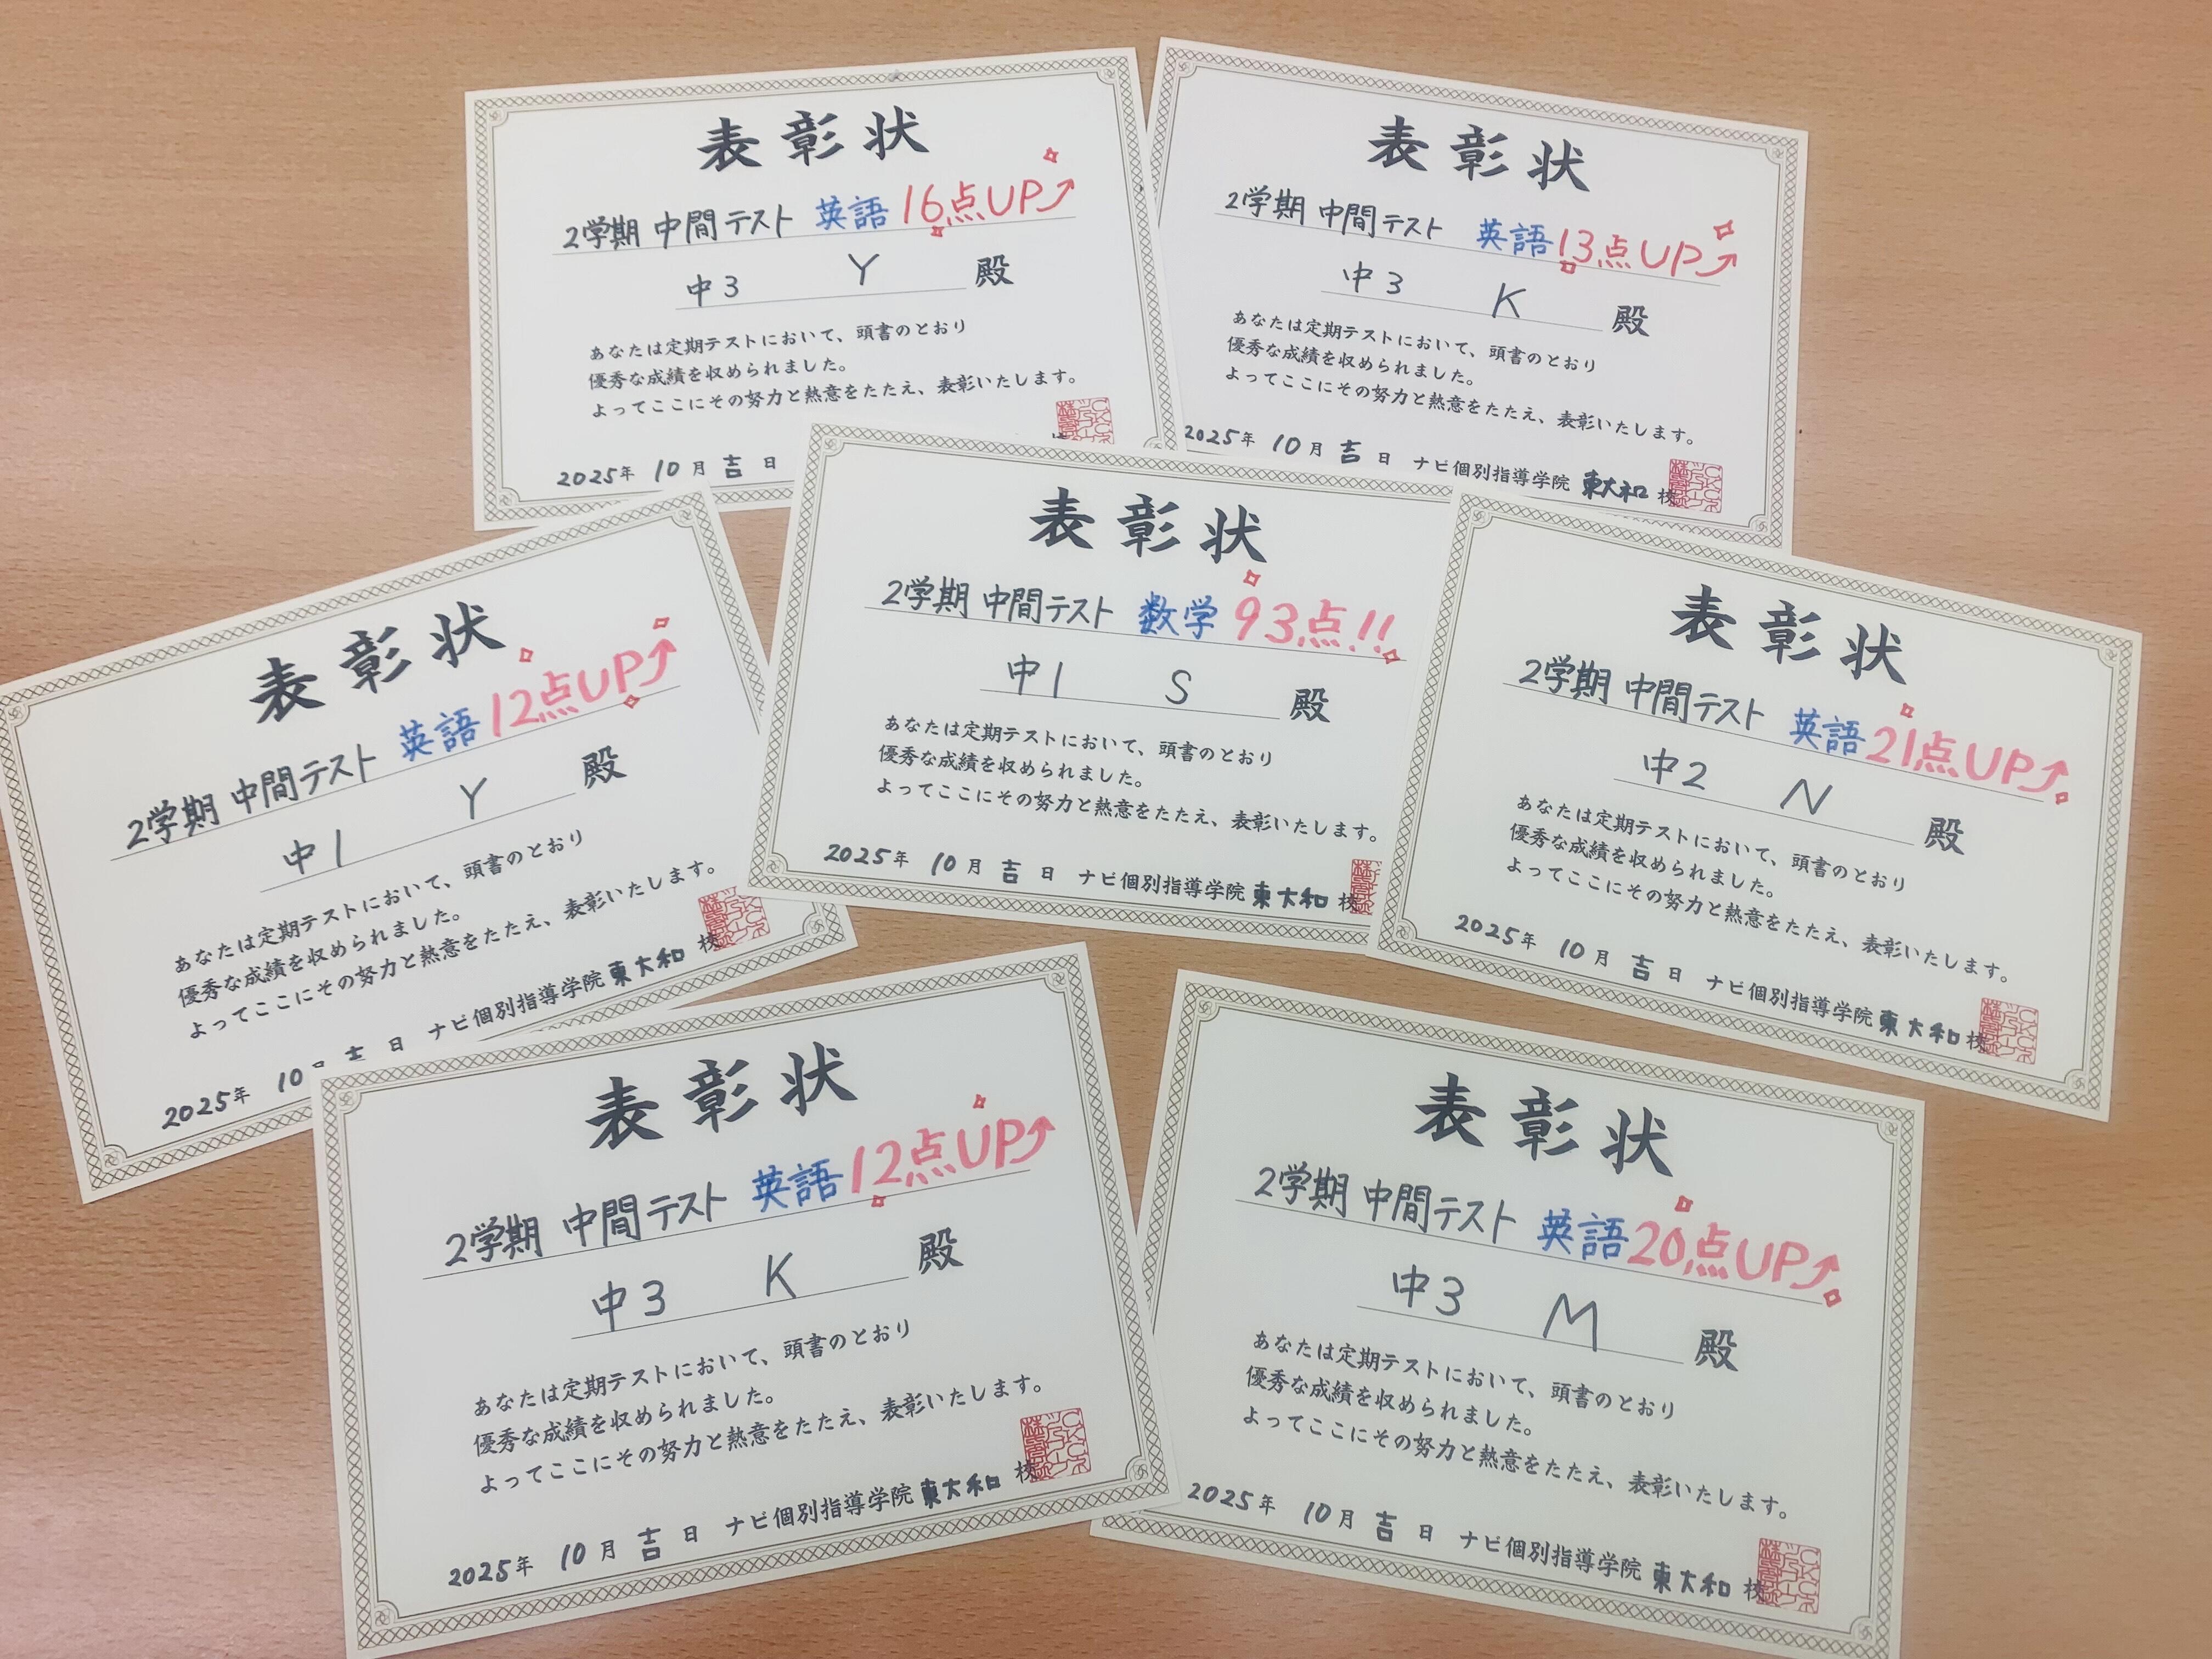 表彰状
2学期 中間テスト 英語 16点UP
中3 Y 殿
あなたは定期テストにおいて、頭書のとおり
優秀な成績を収められました。
よってここにその努力と熱意をたたえ、表彰いたします。
2025年 10月 吉日
表彰状
2学期 中間テスト 英語 13点UP
中3 K 殿
あなたは定期テストにおいて、頭書のとおり
優秀な成績を収められました。
よってここにその努力と熱意をたたえ、表彰いたします。
2025年 10月 吉日 ナビ個別指導学院 東大和校
表彰状
2学期 中間テスト 英語 12点UP
中1 Y 殿
あなたは定期テストにおいて、頭書のとおり
優秀な成績を収められました。
よってここにその努力と熱意をたたえ、表彰いたします。
2025年 10 日 ナビ個別指導学院 東大和校
表彰状
2学期 中間テスト 数学 93点!!
中1 S 殿
あなたは定期テストにおいて、頭書のとおり
優秀な成績を収められました。
よってここにその努力と熱意をたたえ、表彰いたします。
2025年 10月 吉日 ナビ個別指導学院 東大和校
表彰状
2学期 中間テスト 英語 21点UP
中2 N 殿
あなたは定期テストにおいて、頭書のとおり
優秀な成績を収められました。
よってここにその努力と熱意をたたえ、表彰いたします。
2025年 10月 吉日 ナビ個別指導学院 東大和校
表彰状
2学期 中間テスト 英語 12点UP
中3 K 殿
あなたは定期テストにおいて、頭書のとおり
優秀な成績を収められました。
よってここにその努力と熱意をたたえ、表彰いたします。
2025年 10月 吉日 ナビ個別指導学院 東大和校
表彰状
2学期 中間テスト 英語 20点UP
中3 M 殿
あなたは定期テストにおいて、頭書のとおり
優秀な成績を収められました。
よってここにその努力と熱意をたたえ、表彰いたします。
2025年 10月 吉日 ナビ個別指導学院 東大和校